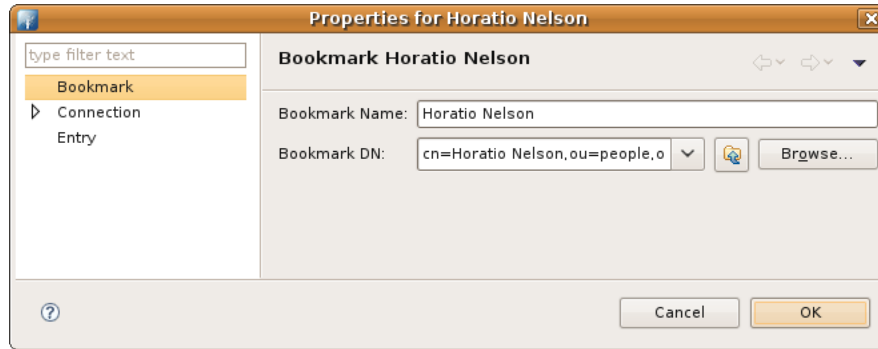 Properties for Horatio Nelson
type filter text
Bookmark
Connection
Entry
Bookmark Horatio Nelson
Bookmark Name: Horatio Nelson
Bookmark DN: cn=Horatio Nelson,ou=people,o
Browse...
Cancel
OK